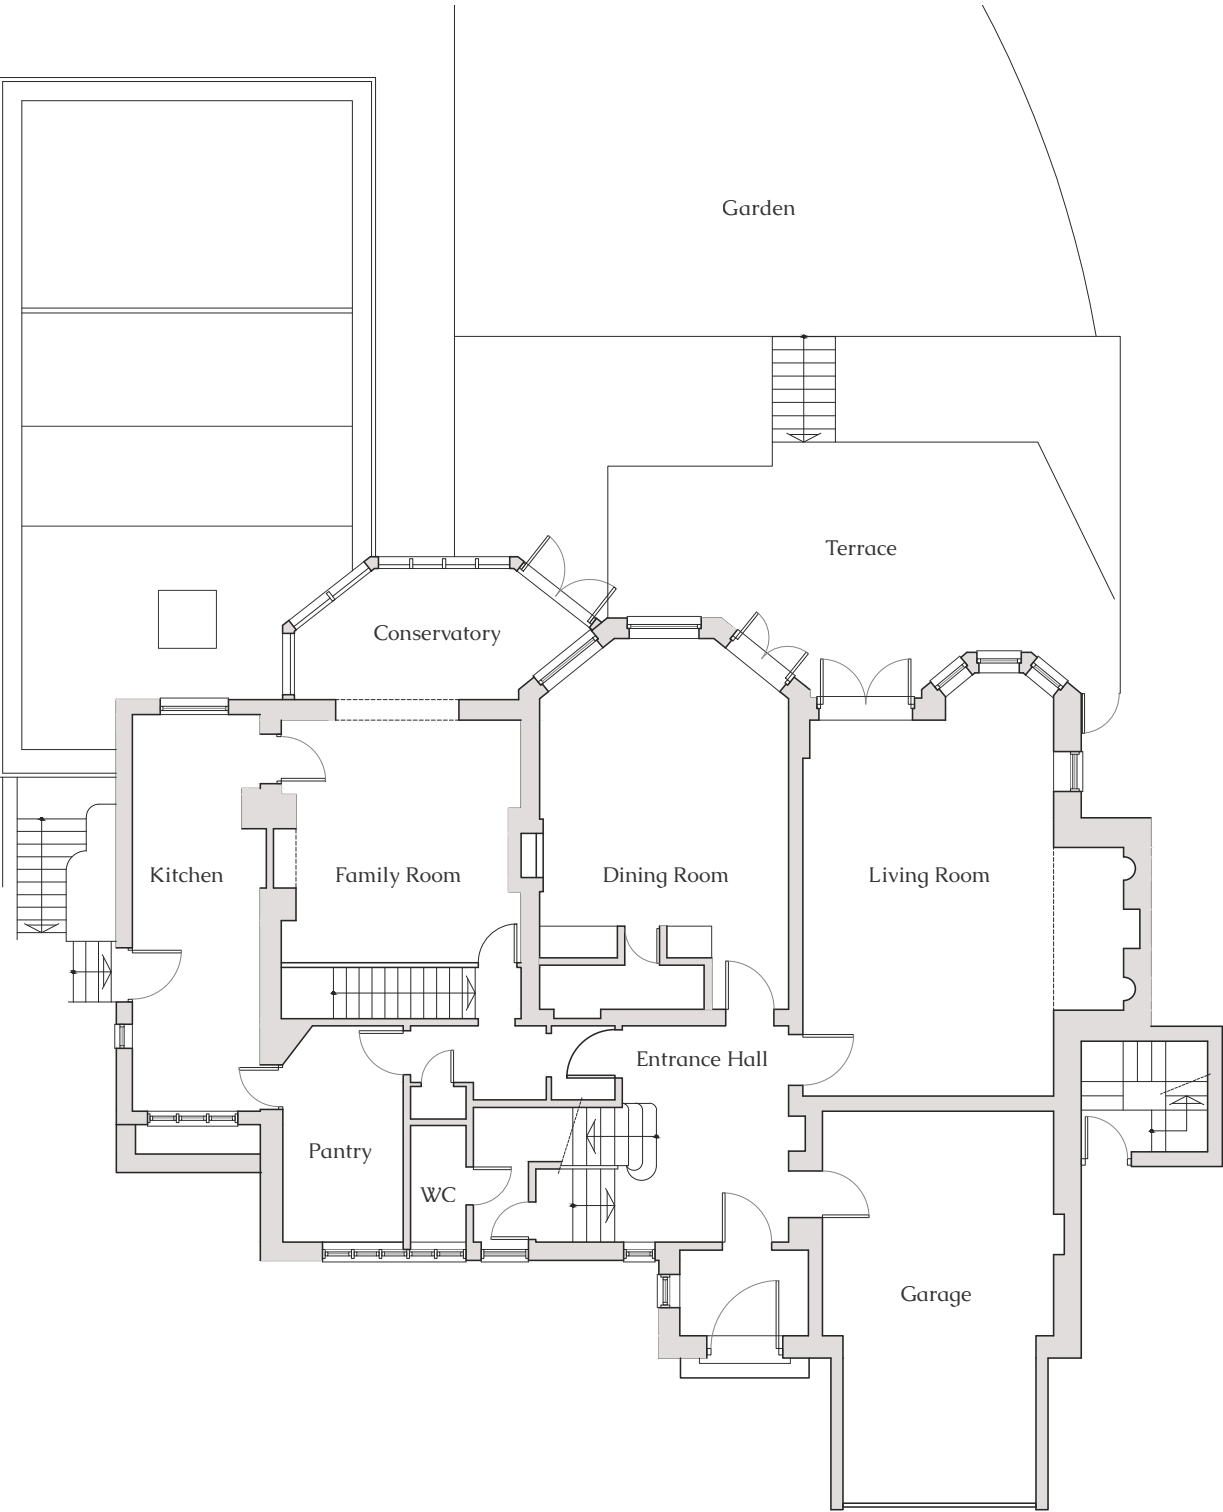 Garden
Terrace
Conservatory
Kitchen
Family Room
Dining Room
Living Room
Entrance Hall
Pantry
WC
Garage